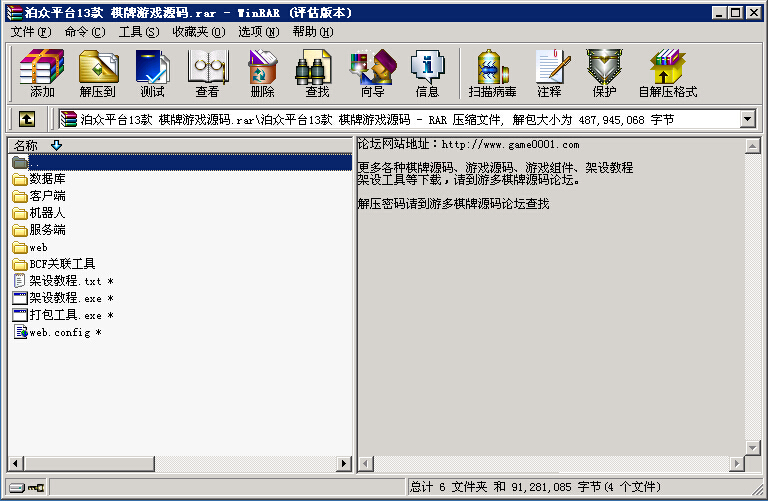 泊众平台13款 棋牌游戏源码.rar - WinRAR (评估版本)
文件(F) 命令(C) 工具(S) 收藏夹(O) 选项(N) 帮助(H)
添加 解压到 测试 查看 删除 查找 向导 信息 扫描病毒 注释 保护 自解压格式
泊众平台13款 棋牌游戏源码.rar\泊众平台13款 棋牌游戏源码 - RAR 压缩文件, 解包大小为 487,945,068 字节
名称
..
数据库
客户端
机器人
服务端
web
BCF关联工具
架设教程.txt *
架设教程.exe *
打包工具.exe *
web.config *
论坛网站地址：http://www.game0001.com
更多各种棋牌源码、游戏源码、游戏组件、架设教程
架设工具等下载，请到游多棋牌源码论坛。
解压密码请到游多棋牌源码论坛查找
总计 6 文件夹 和 91,281,085 字节(4 个文件)